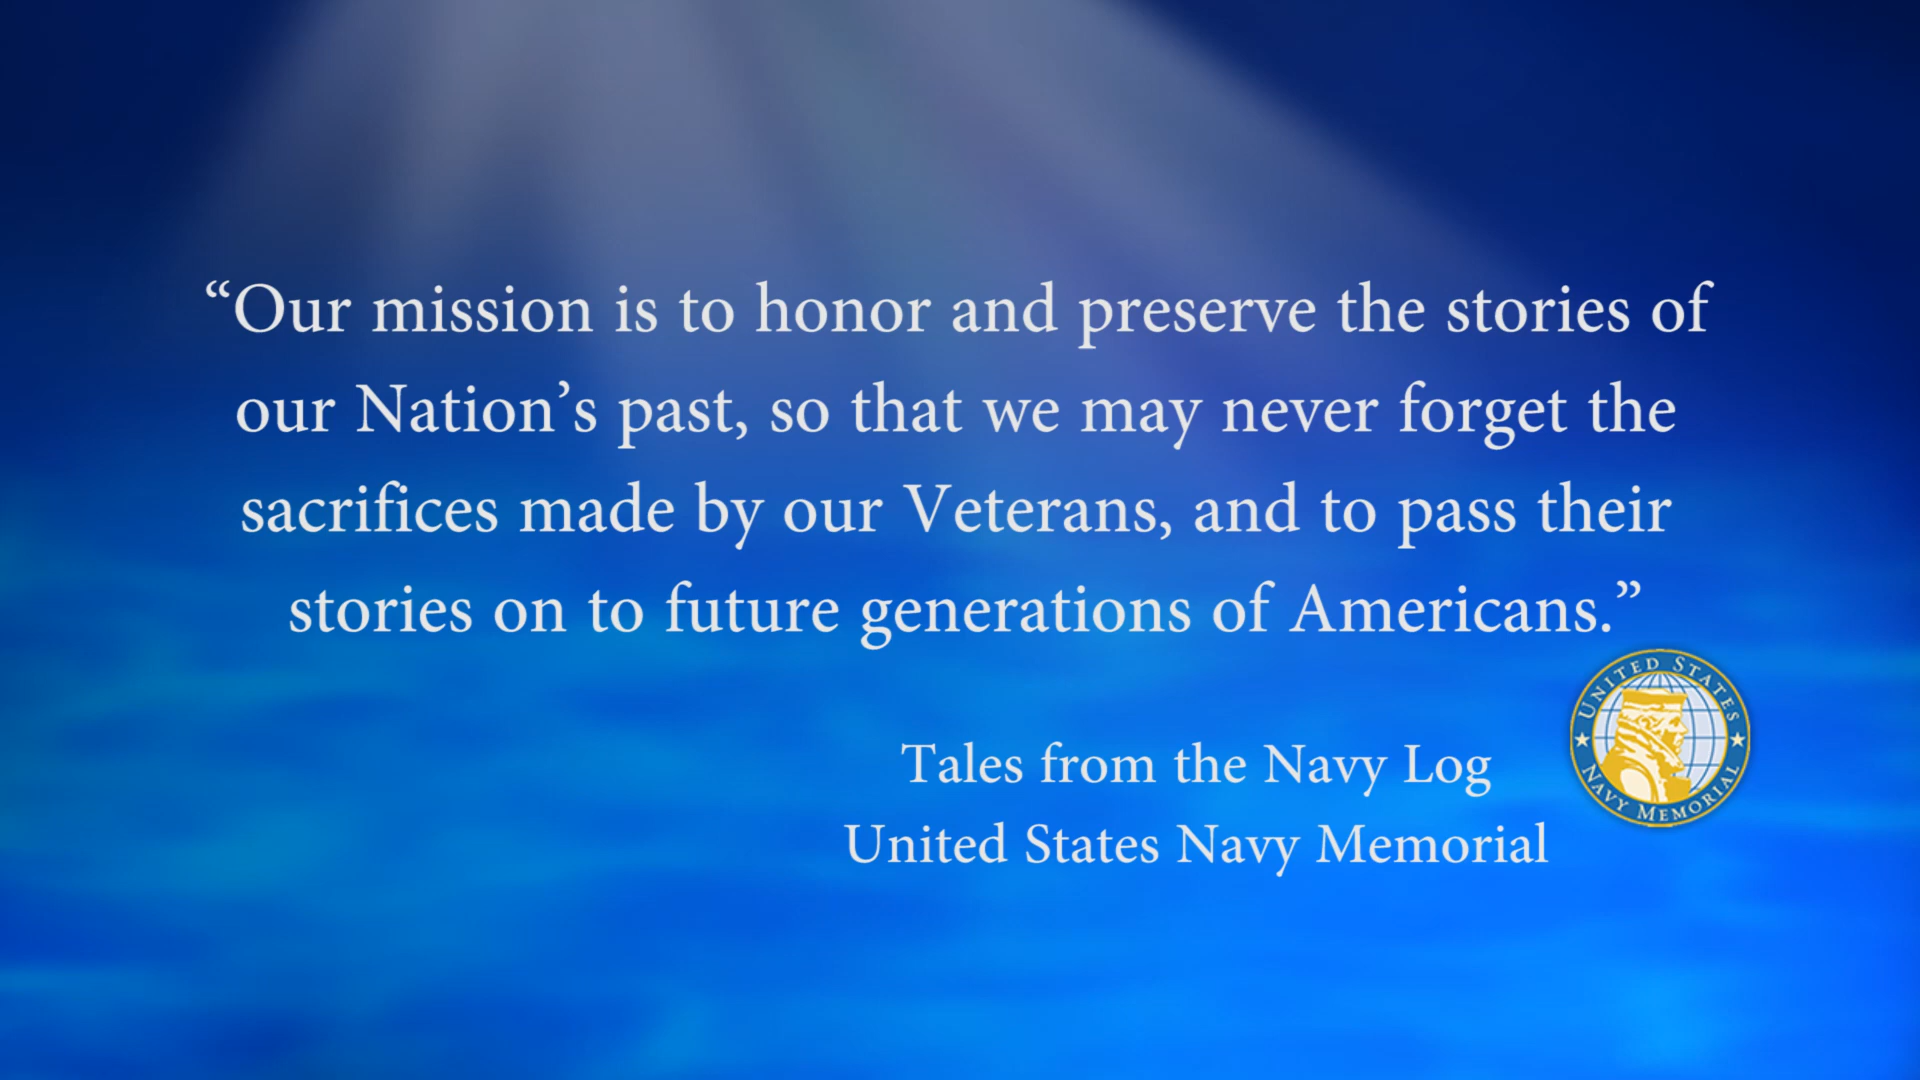 “Our mission is to honor and preserve the stories of
our Nation’s past, so that we may never forget the
sacrifices made by our Veterans, and to pass their
stories on to future generations of Americans.”
Tales from the Navy Log
United States Navy Memorial
UNITED STATES
NAVY MEMORIAL